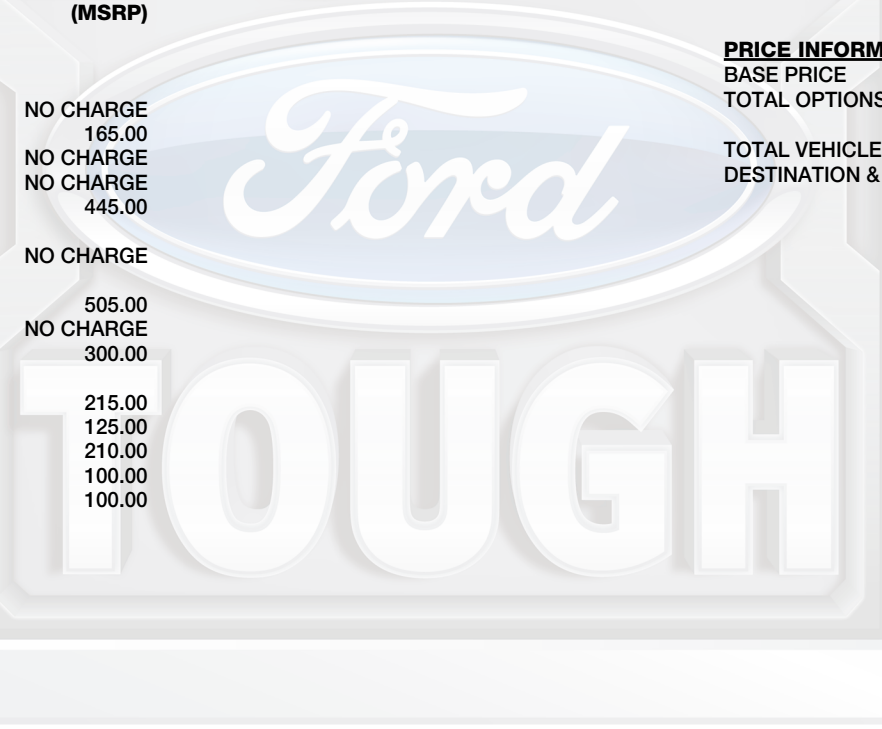 (MSRP)
NO CHARGE
165.00
NO CHARGE
NO CHARGE
445.00
NO CHARGE
505.00
NO CHARGE
300.00
215.00
125.00
210.00
100.00
100.00
PRICE INFORM
BASE PRICE
TOTAL OPTIONS
TOTAL VEHICLE
DESTINATION &
Ford
TOUGH